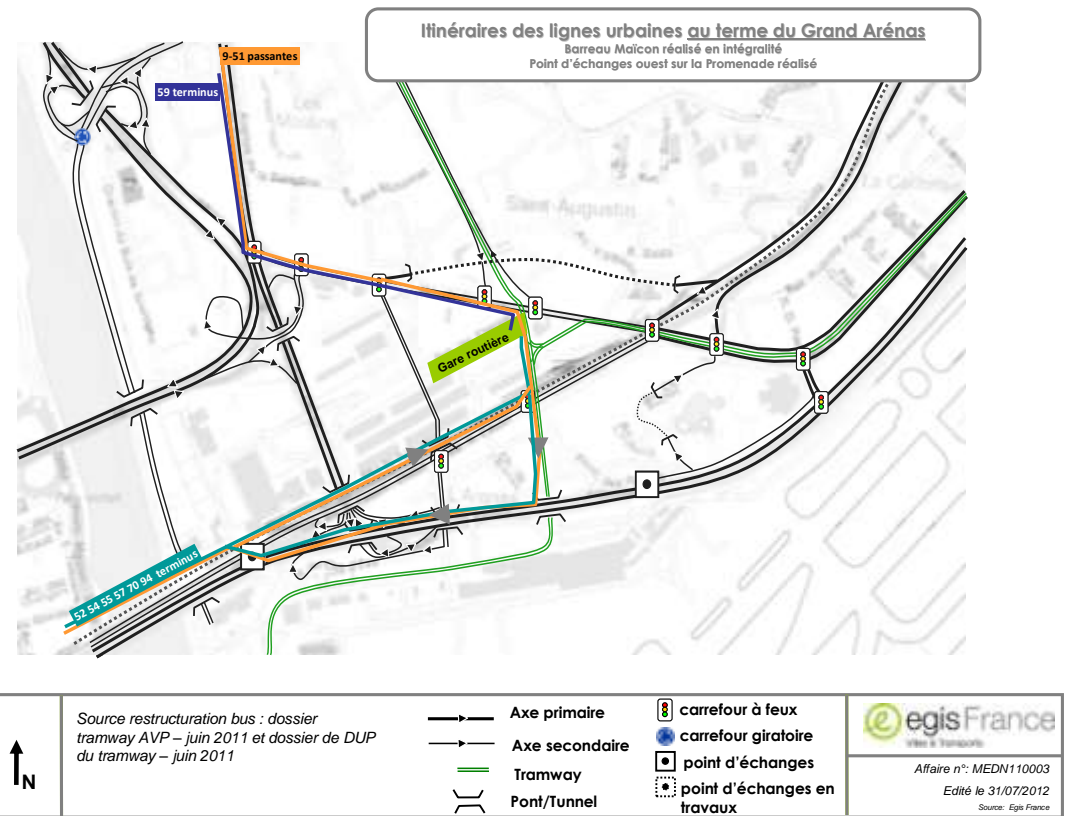 Itinéraires des lignes urbaines au terme du Grand Arénas
Barreau Maïcon réalisé en intégralité
Point d'échanges ouest sur la Promenade réalisé
9-51 passantes
59 terminus
Saint-Augustin
Gare routière
52 54 55 57 70 94 terminus
N
Source restructuration bus : dossier
tramway AVP – juin 2011 et dossier de DUP
du tramway – juin 2011
Axe primaire
Axe secondaire
Tramway
Pont/Tunnel
carrefour à feux
carrefour giratoire
point d'échanges
point d'échanges en
travaux
egis France
Villes & Transports
Affaire n°: MEDN110003
Edité le 31/07/2012
Source: Egis France